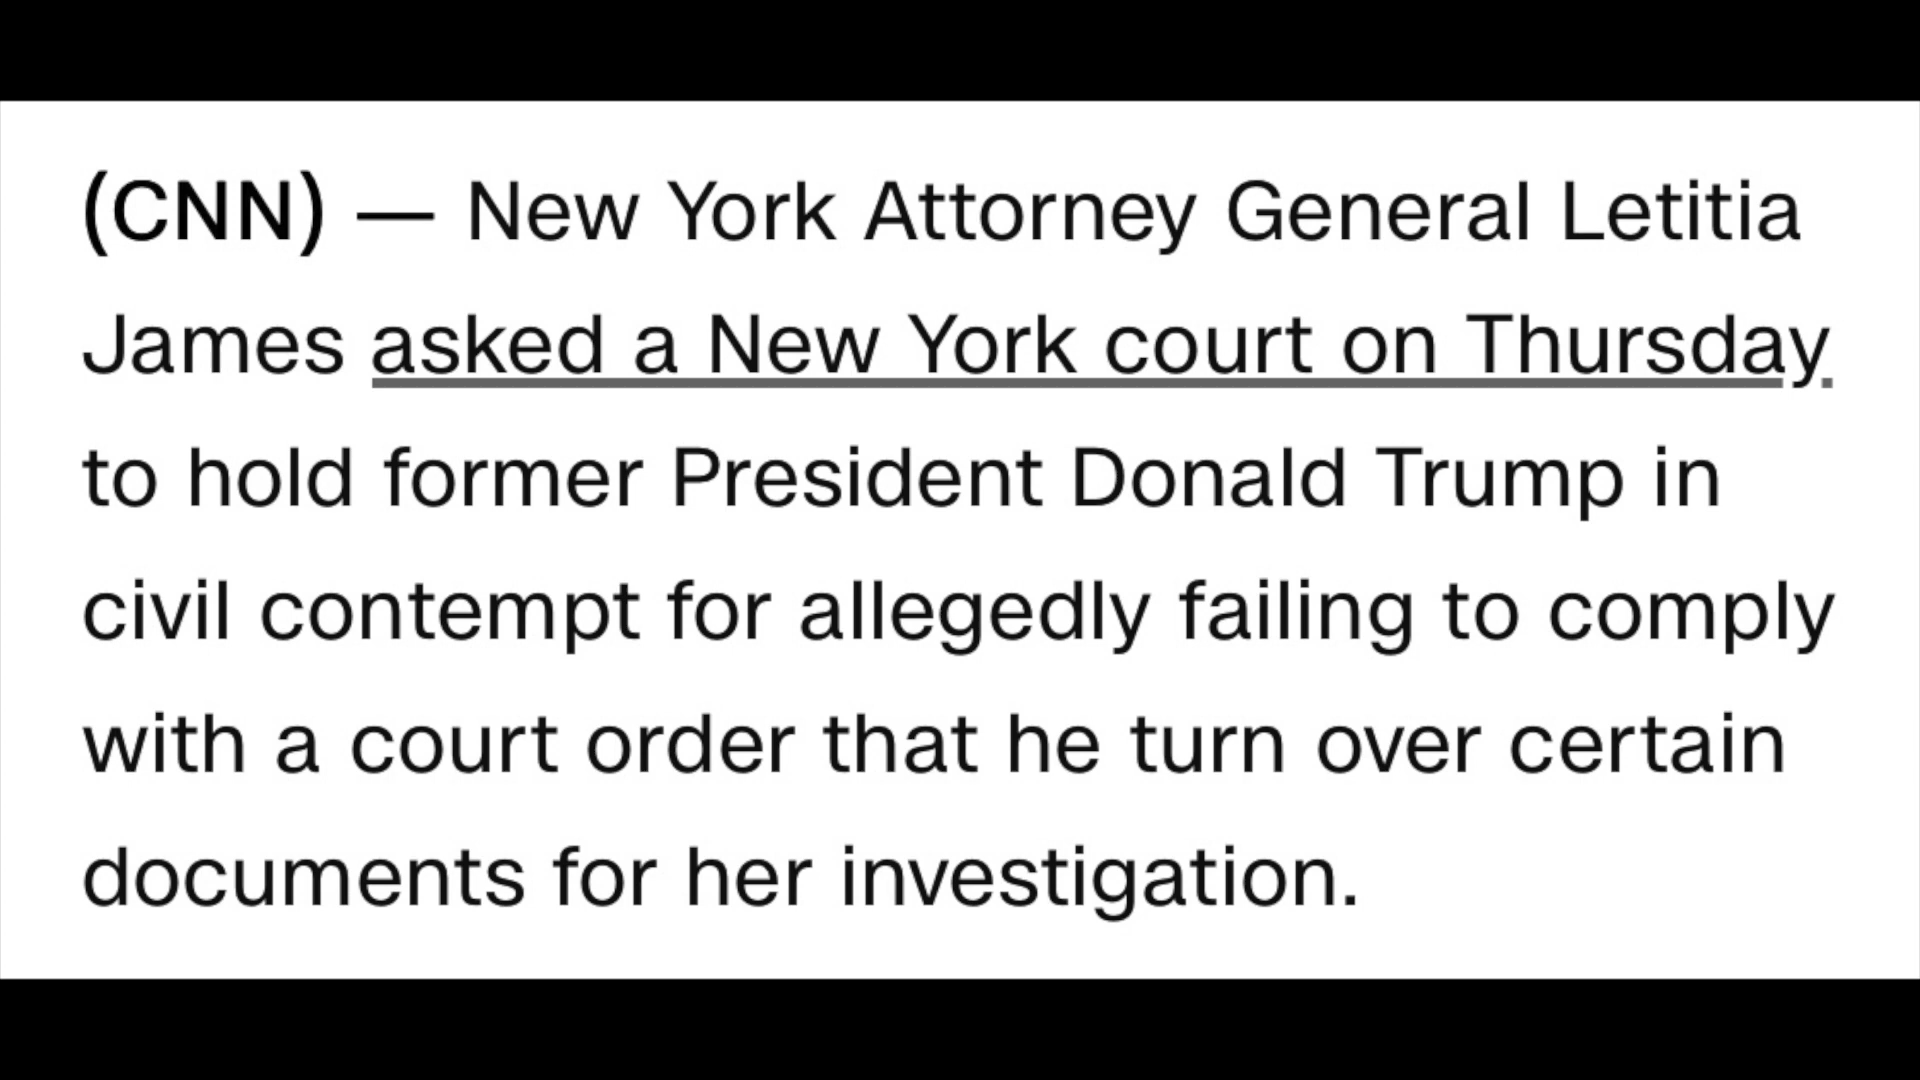 (CNN) — New York Attorney General Letitia
James asked a New York court on Thursday
to hold former President Donald Trump in
civil contempt for allegedly failing to comply
with a court order that he turn over certain
documents for her investigation.